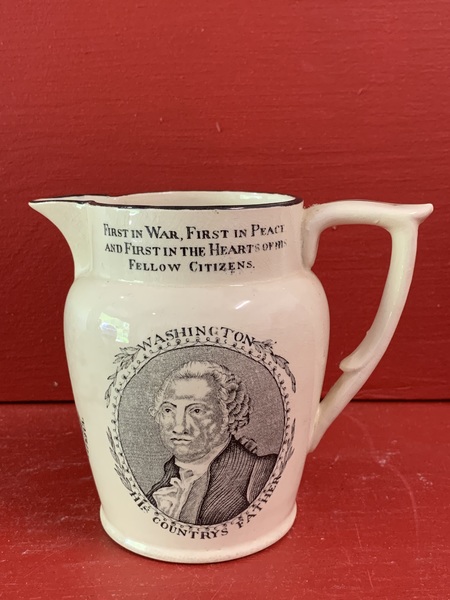 First in War, First in Peace
and First in the Hearts of his
Fellow Citizens.
WASHINGTON
HIS COUNTRYS FATHER